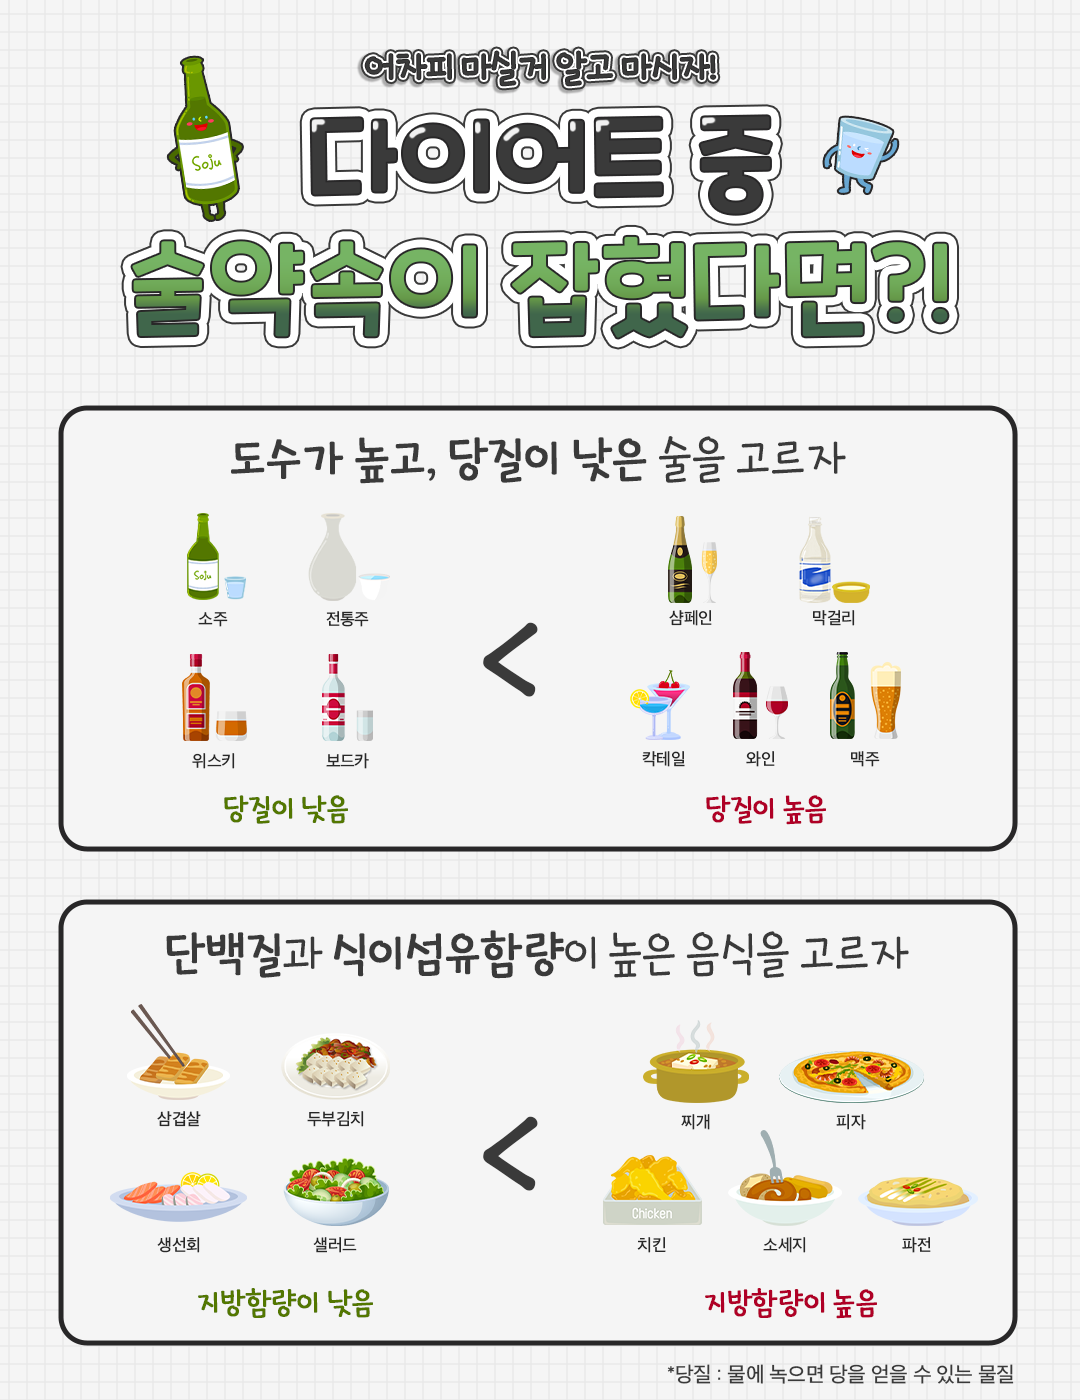 어차피 마실거 알고 마시자!
다이어트 중
술약속이 잡혔다면?!
Soju
도수가 높고, 당질이 낮은 술을 고르자
Soju
소주
전통주
샴페인
막걸리
<
위스키
보드카
칵테일
와인
맥주
당질이 낮음
당질이 높음
단백질과 식이섬유함량이 높은 음식을 고르자
삼겹살
두부김치
찌개
피자
<
Chicken
생선회
샐러드
치킨
소세지
파전
지방함량이 낮음
지방함량이 높음
*당질 : 물에 녹으면 당을 얻을 수 있는 물질